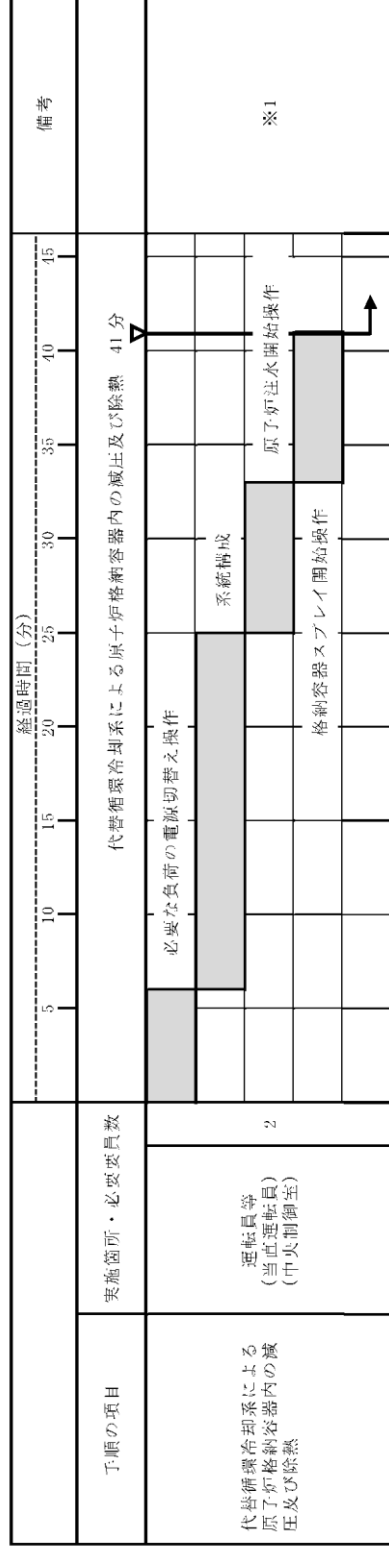 経過時間（分）
備考
5 10 15 20 25 30 35 40 45
手順の項目
実施箇所・必要要員数
代替循環冷却系による原子炉格納容器内の減圧及び除熱 41分
代替循環冷却系による
原子炉格納容器内の減
圧及び除熱
運転員等
（当直運転員）
（中央制御室）
2
必要な負荷の電源切替え操作
系統構成
原子炉注水開始操作
格納容器スプレイ開始操作
※1